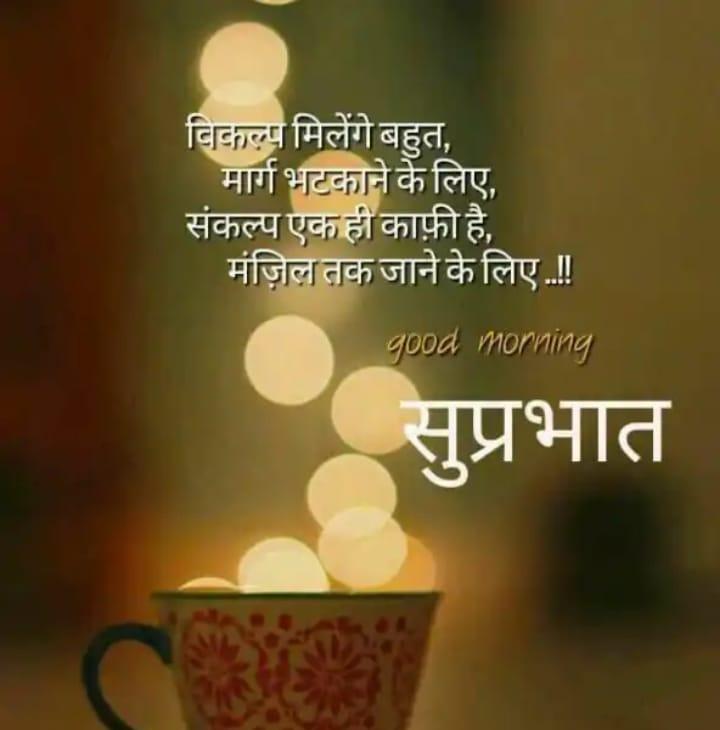 विकल्प मिलेंगे बहुत,
मार्ग भटकाने के लिए,
संकल्प एक ही काफ़ी है,
मंज़िल तक जाने के लिए ..!!
good morning
सुप्रभात